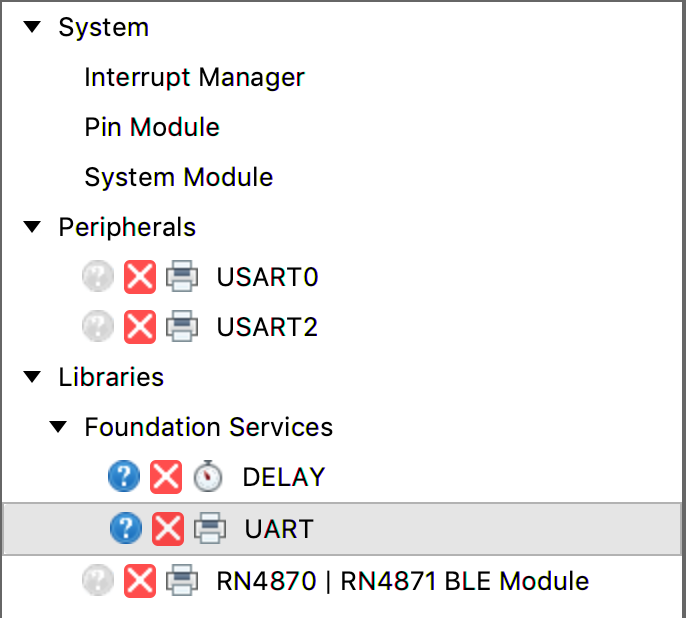 System
Interrupt Manager
Pin Module
System Module
Peripherals
USART0
USART2
Libraries
Foundation Services
DELAY
UART
RN4870 | RN4871 BLE Module